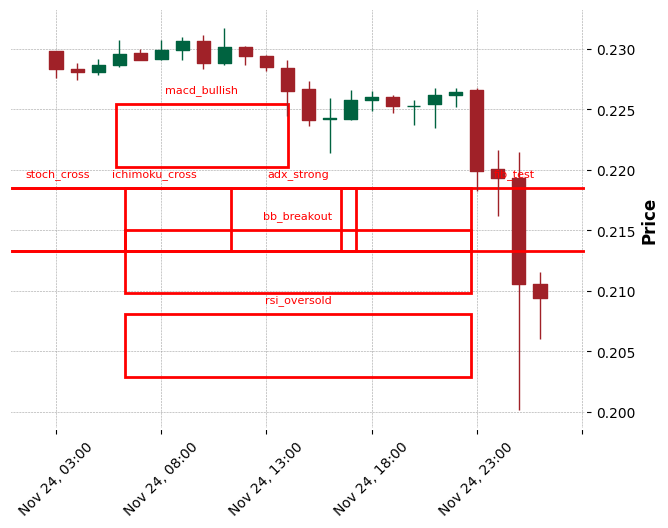 macd_bullish
stoch_cross
ichimoku_cross
adx_strong
_test
bb_breakout
rsi_oversold
0.230
0.225
0.220
0.215
0.210
0.205
0.200
Price
Nov 24, 03:00
Nov 24, 08:00
Nov 24, 13:00
Nov 24, 18:00
Nov 24, 23:00